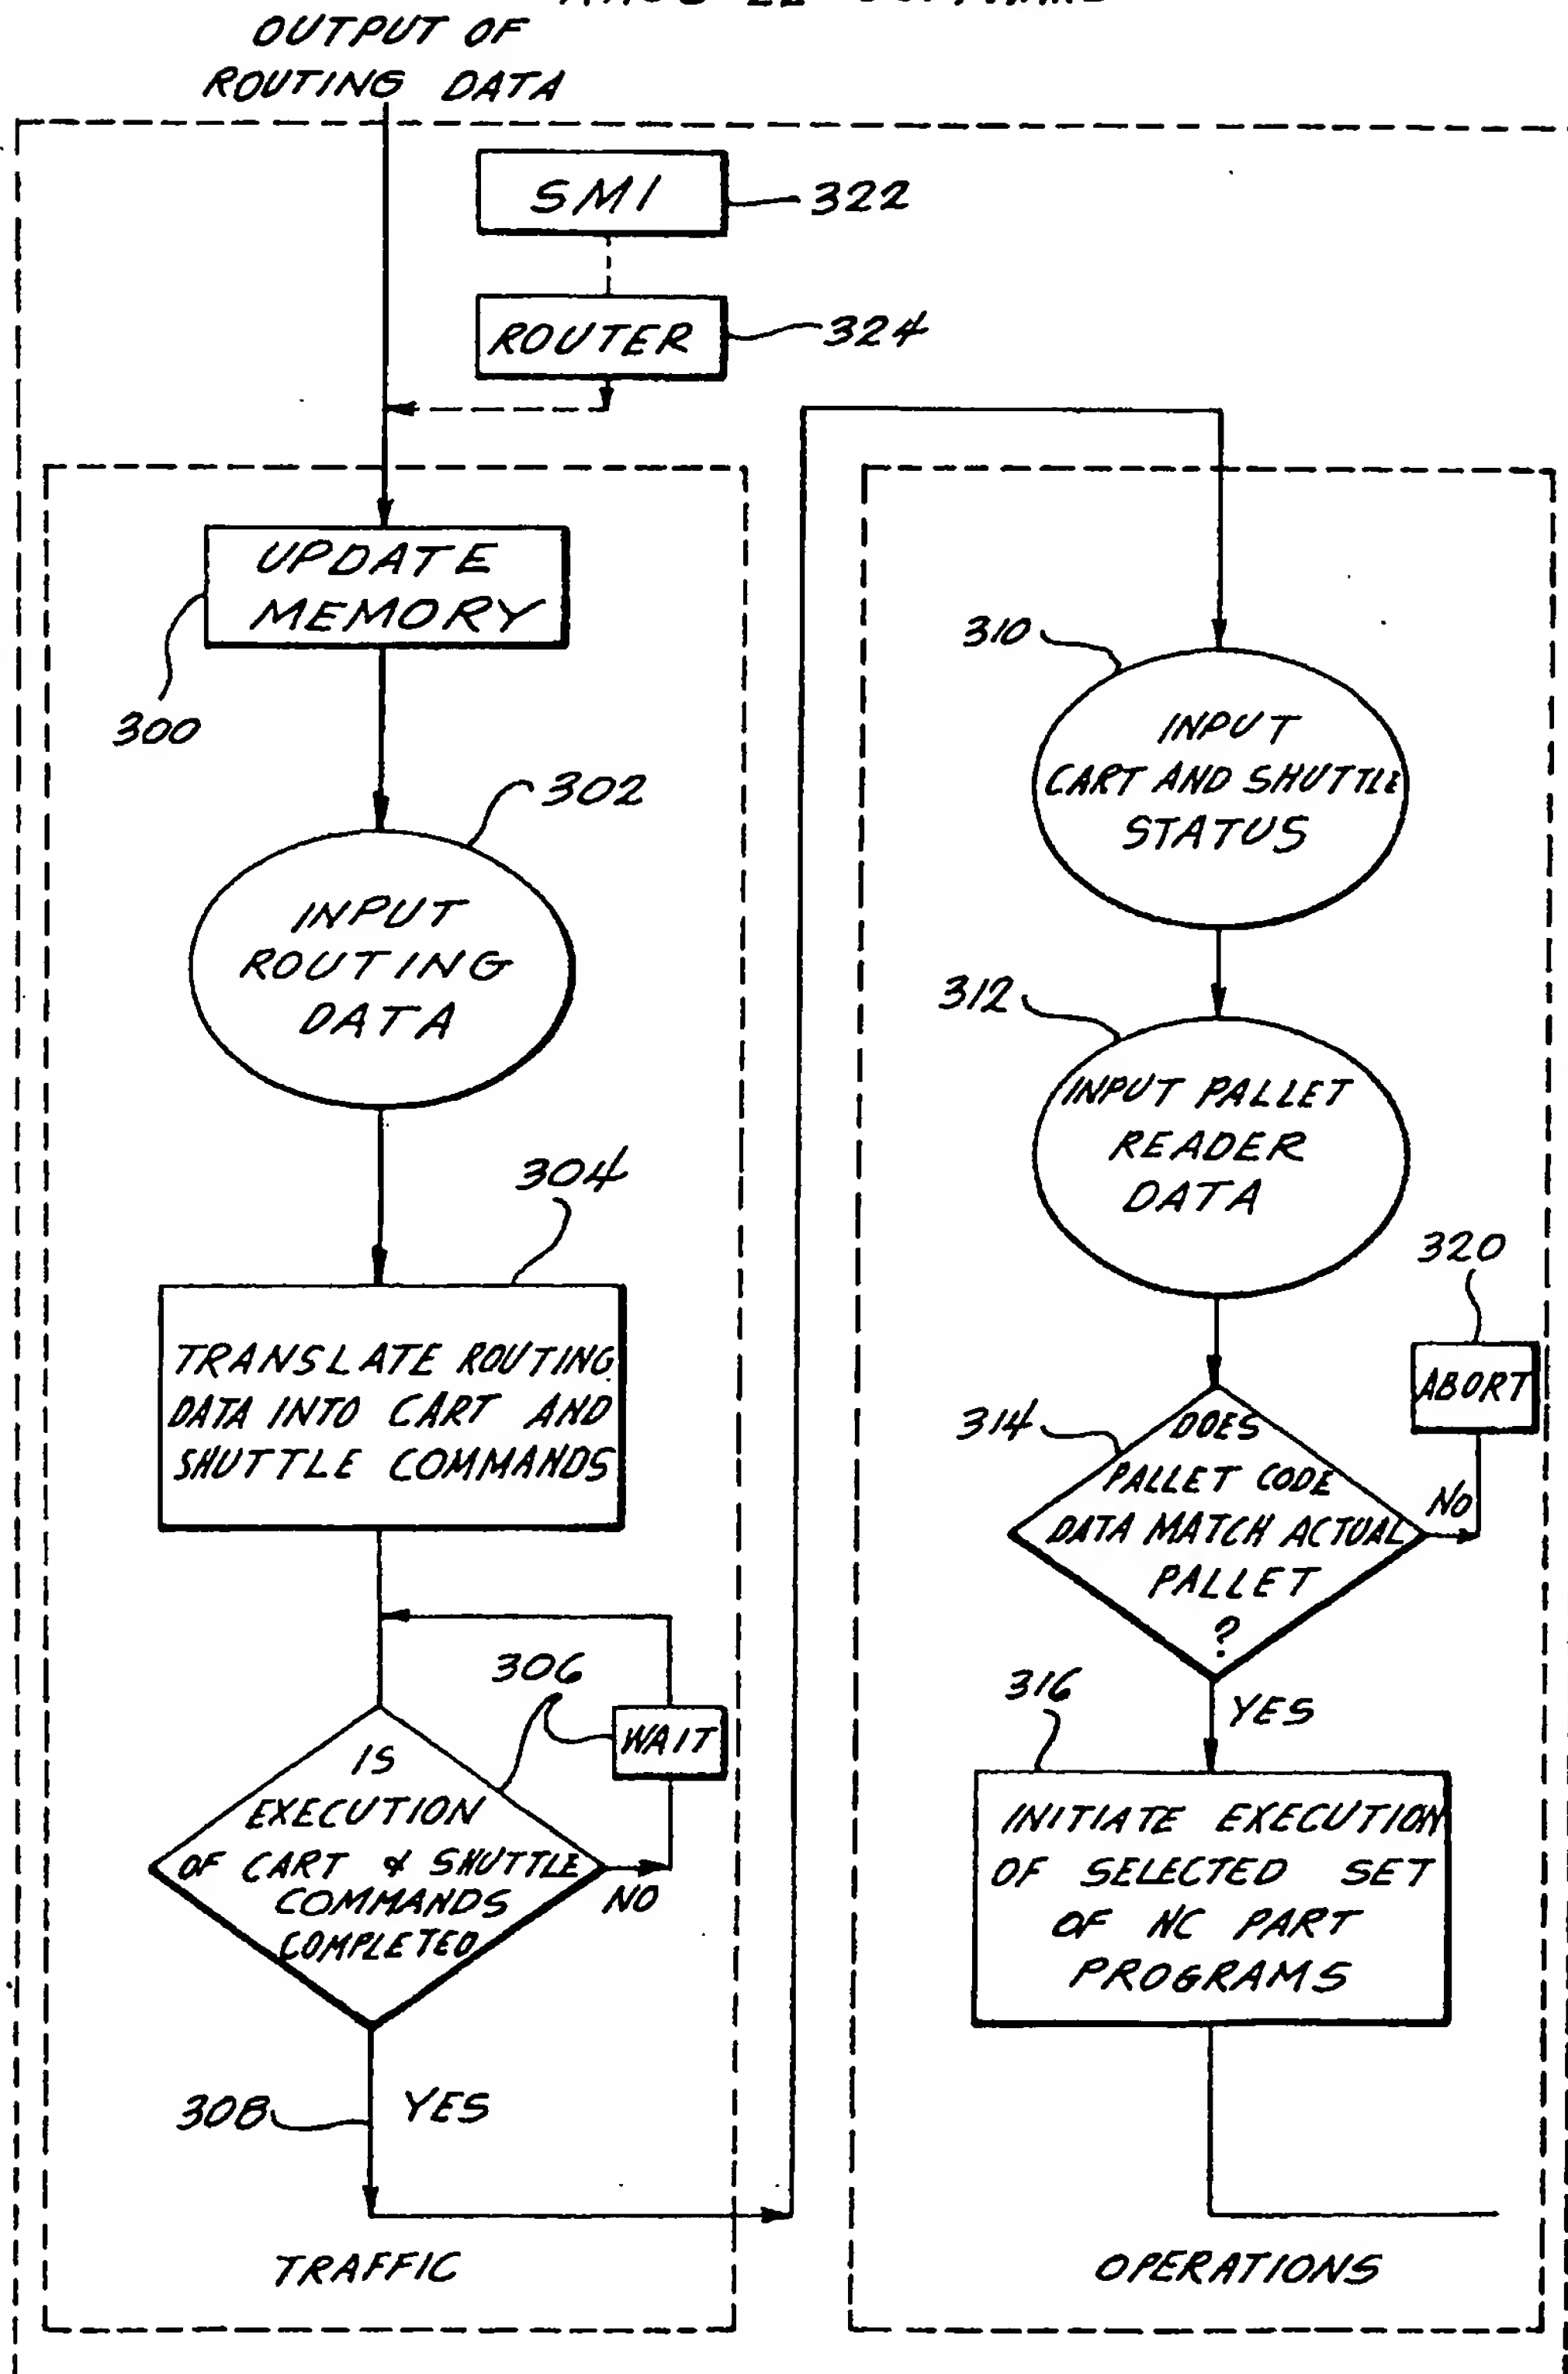 OUTPUT OF
ROUTING DATA
SMI
322
ROUTER
324
UPDATE
MEMORY
300
302
INPUT
ROUTING
DATA
304
TRANSLATE ROUTING
DATA INTO CART AND
SHUTTLE COMMANDS
306
WAIT
IS
EXECUTION
OF CART & SHUTTLE
COMMANDS
COMPLETED
NO
308
YES
TRAFFIC
310
INPUT
CART AND SHUTTLE
STATUS
312
INPUT PALLET
READER
DATA
320
ABORT
314
DOES
PALLET CODE
DATA MATCH ACTUAL
PALLET
?
NO
YES
316
INITIATE EXECUTION
OF SELECTED SET
OF NC PART
PROGRAMS
OPERATIONS